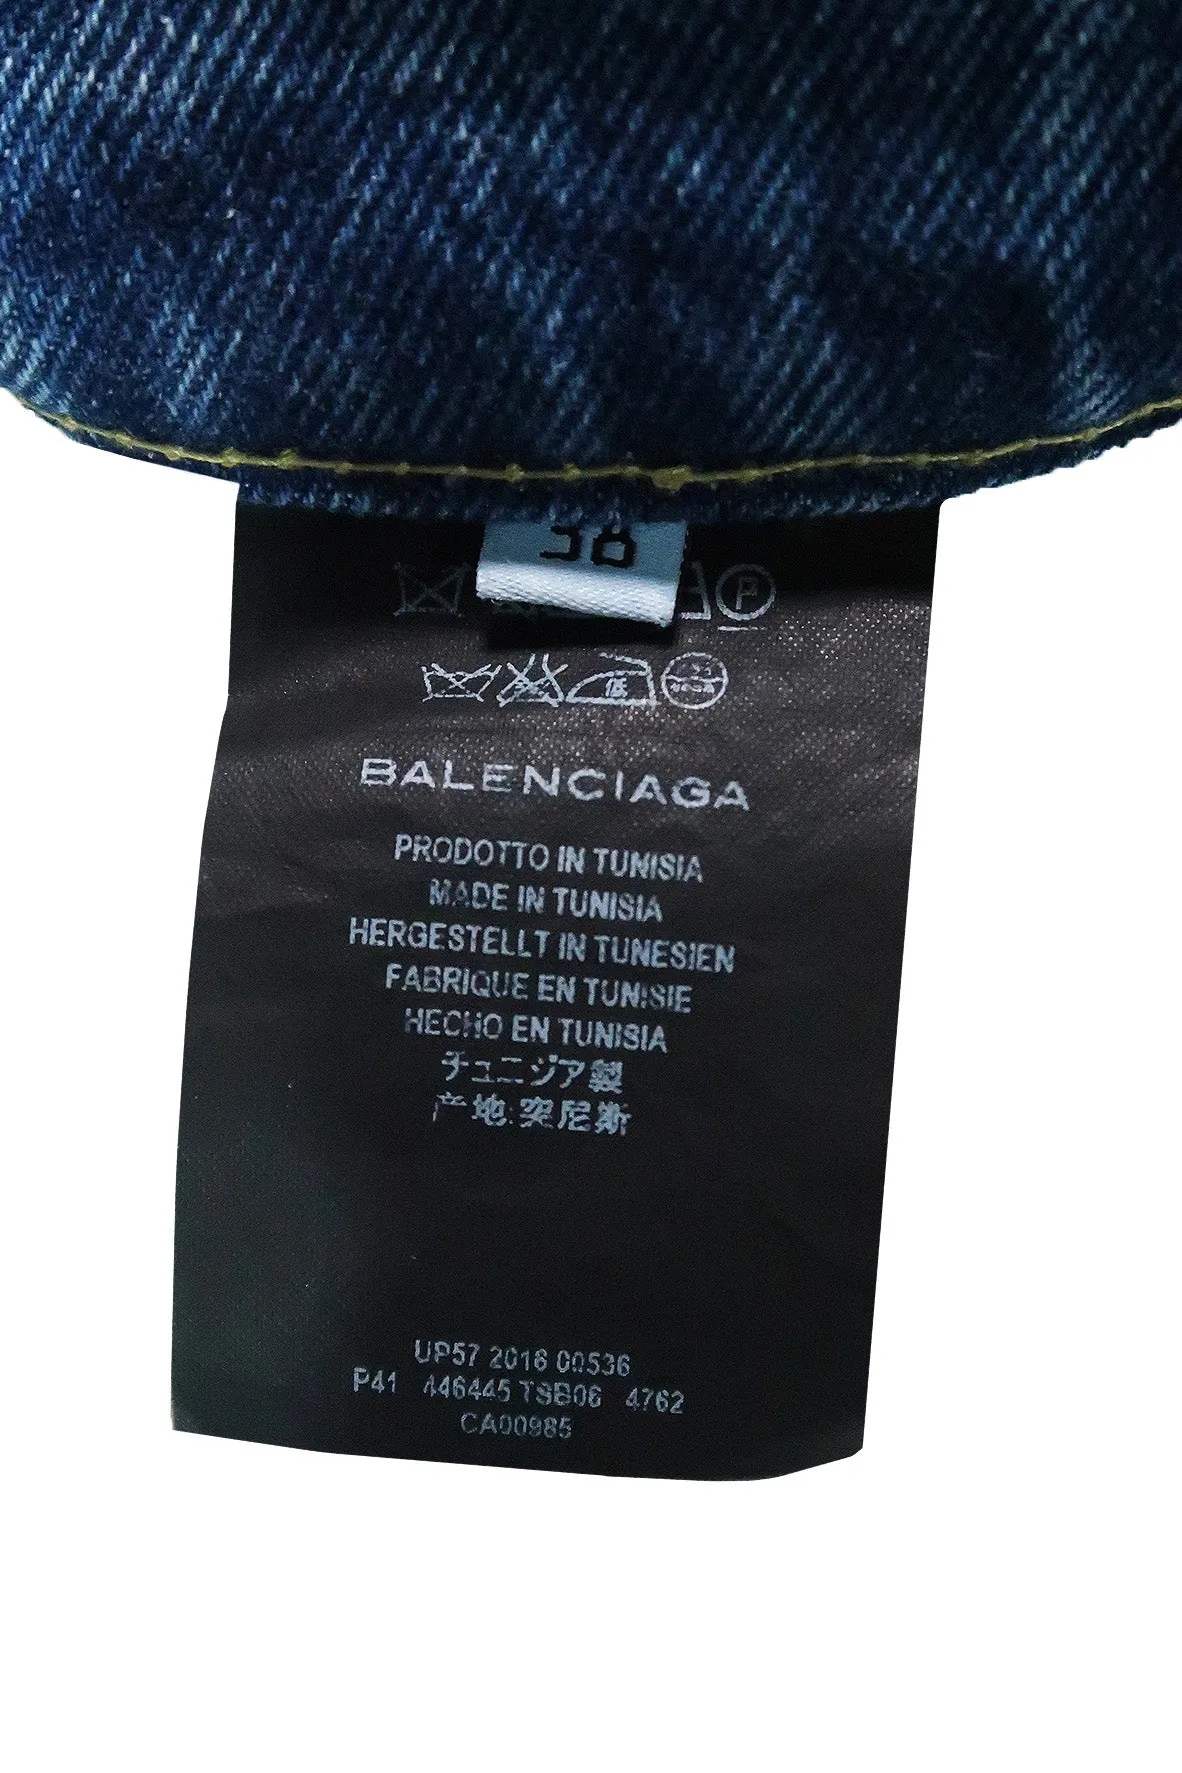 38
P
低
BALENCIAGA
PRODOTTO IN TUNISIA
MADE IN TUNISIA
HERGESTELLT IN TUNESIEN
FABRIQUE EN TUNISIE
HECHO EN TUNISIA
チュニジア製
产地:突尼斯
UP57 2016 00536
P41 446445 TSB06 4762
CA00985